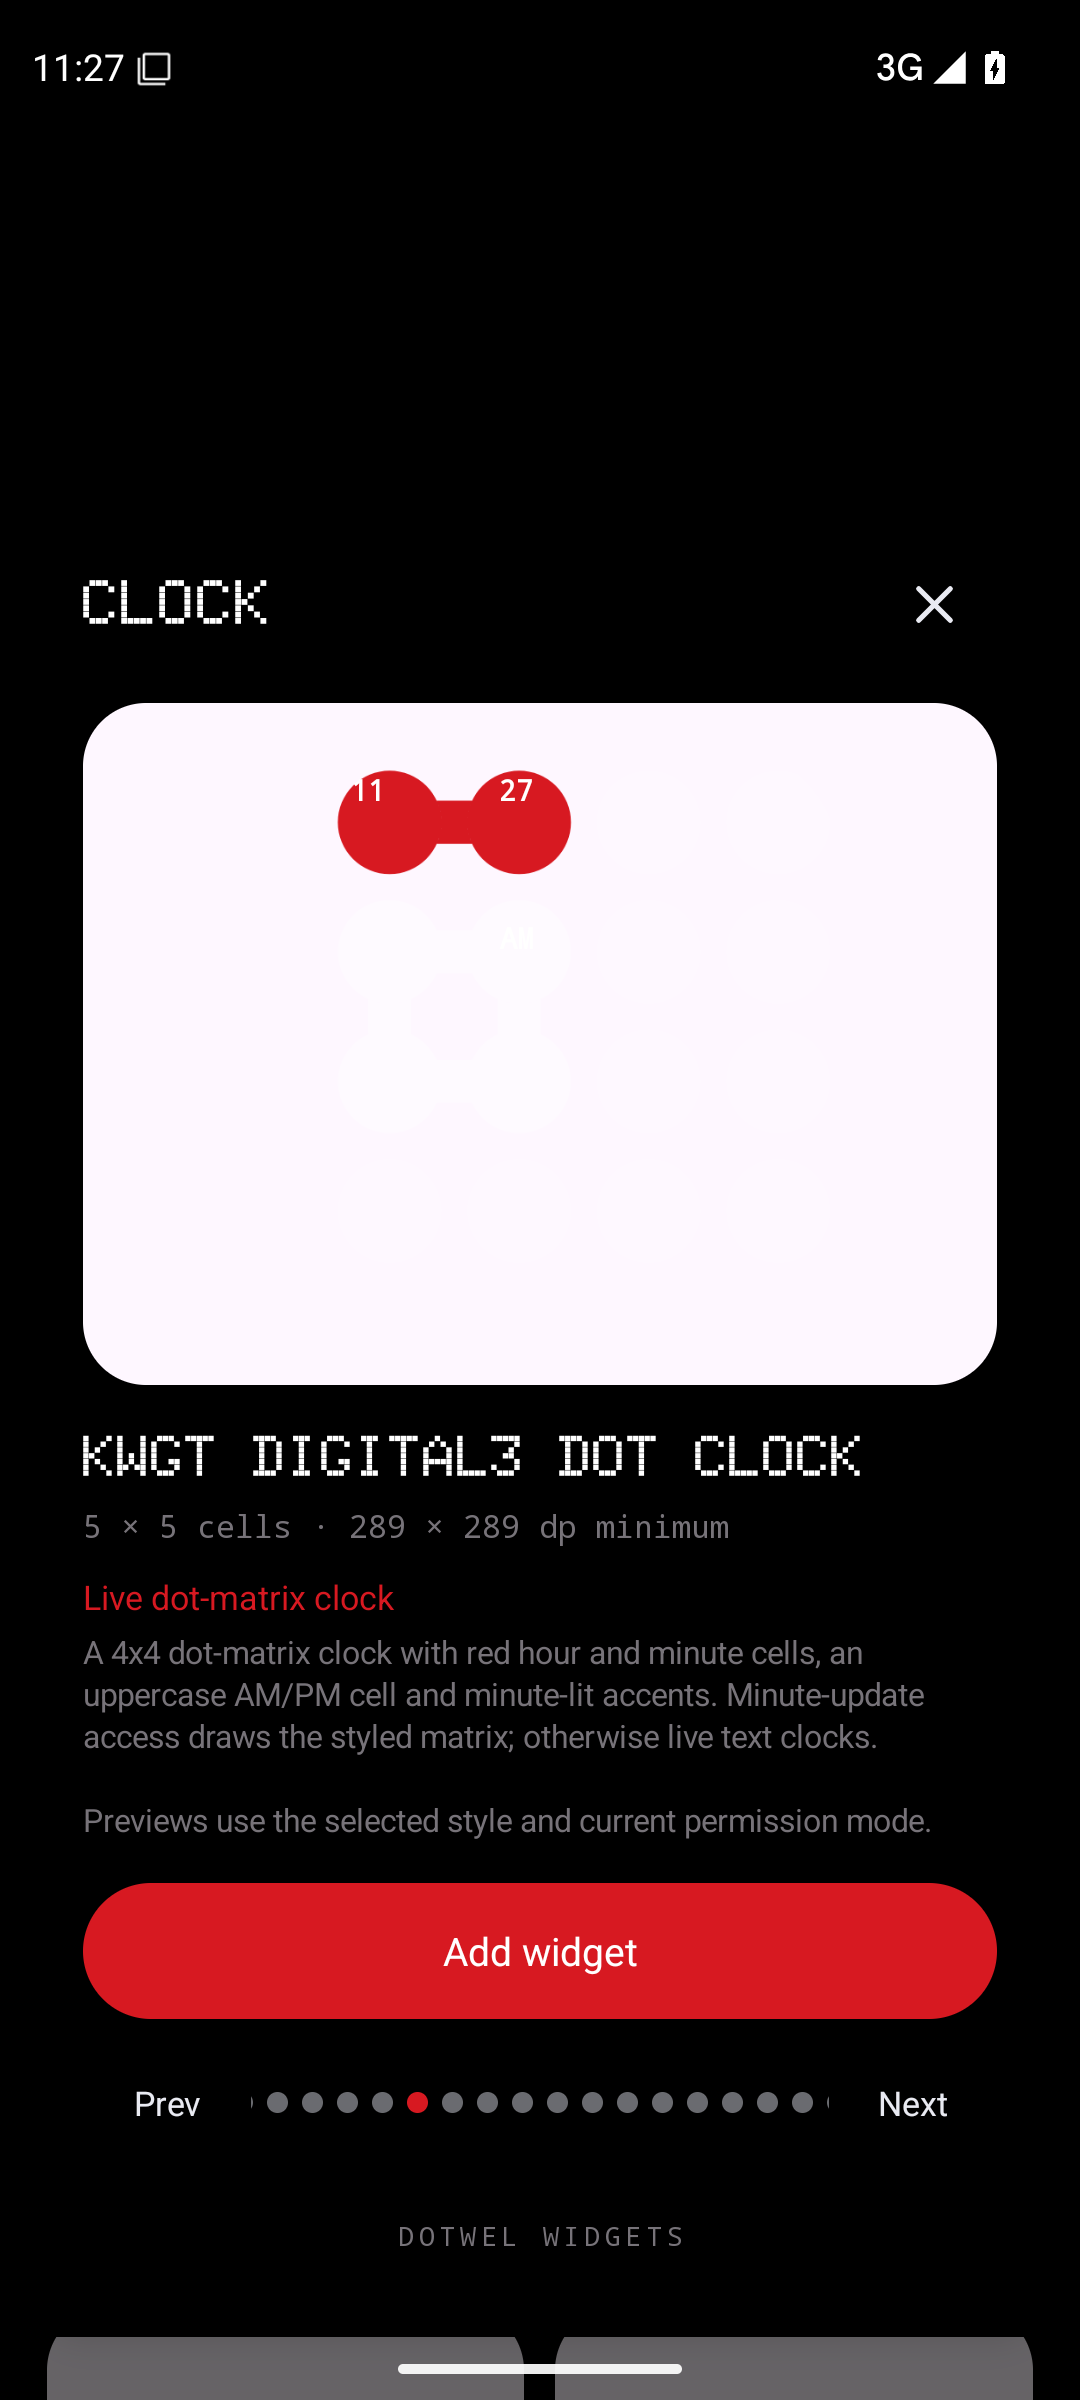 11:27
3G
CLOCK
11
27
AM
KWGT DIGITAL3 DOT CLOCK
5 × 5 cells · 289 × 289 dp minimum
Live dot-matrix clock
A 4x4 dot-matrix clock with red hour and minute cells, an
uppercase AM/PM cell and minute-lit accents. Minute-update
access draws the styled matrix; otherwise live text clocks.
Previews use the selected style and current permission mode.
Add widget
Prev
Next
DOTWEL WIDGETS